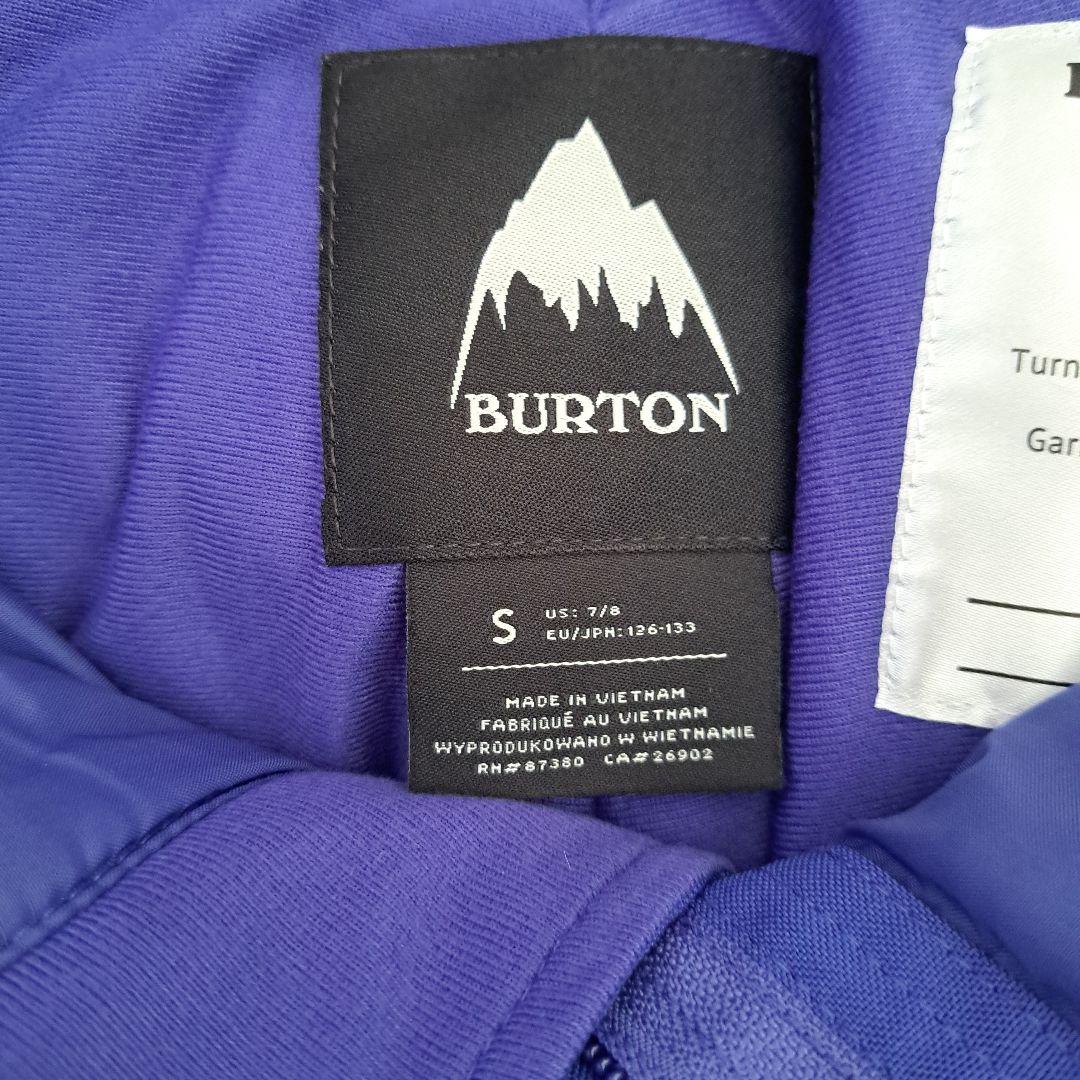 BURTON
S US: 7/8
EU/JPN: 126-133
MADE IN VIETNAM
FABRIQUÉ AU VIETNAM
WYPRODUKOWANO W WIETNAMIE
RN# 87380 CA# 26902
Turn
Gar